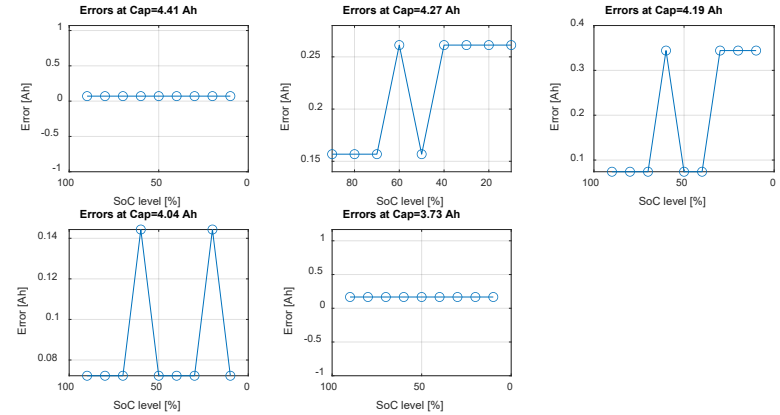 Errors at Cap=4.41 Ah
Error [Ah]
1
0.5
0
-0.5
-1
100
50
0
SoC level [%]
Errors at Cap=4.27 Ah
Error [Ah]
0.25
0.2
0.15
80
60
40
20
SoC level [%]
Errors at Cap=4.19 Ah
Error [Ah]
0.4
0.3
0.2
0.1
100
50
0
SoC level [%]
Errors at Cap=4.04 Ah
Error [Ah]
0.14
0.12
0.1
0.08
100
50
0
SoC level [%]
Errors at Cap=3.73 Ah
Error [Ah]
1
0.5
0
-0.5
-1
100
50
0
SoC level [%]